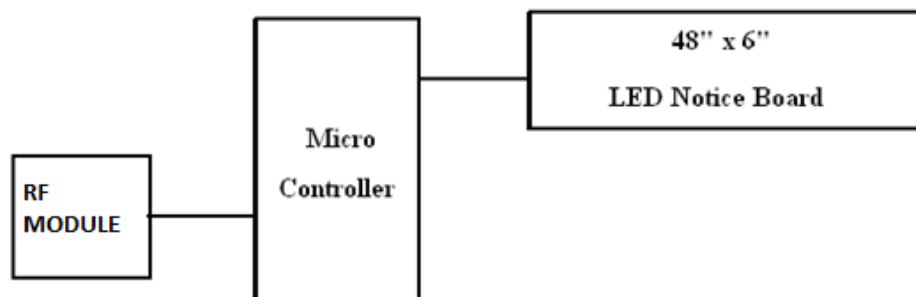 48" x 6"
LED Notice Board
Micro
Controller
RF
MODULE